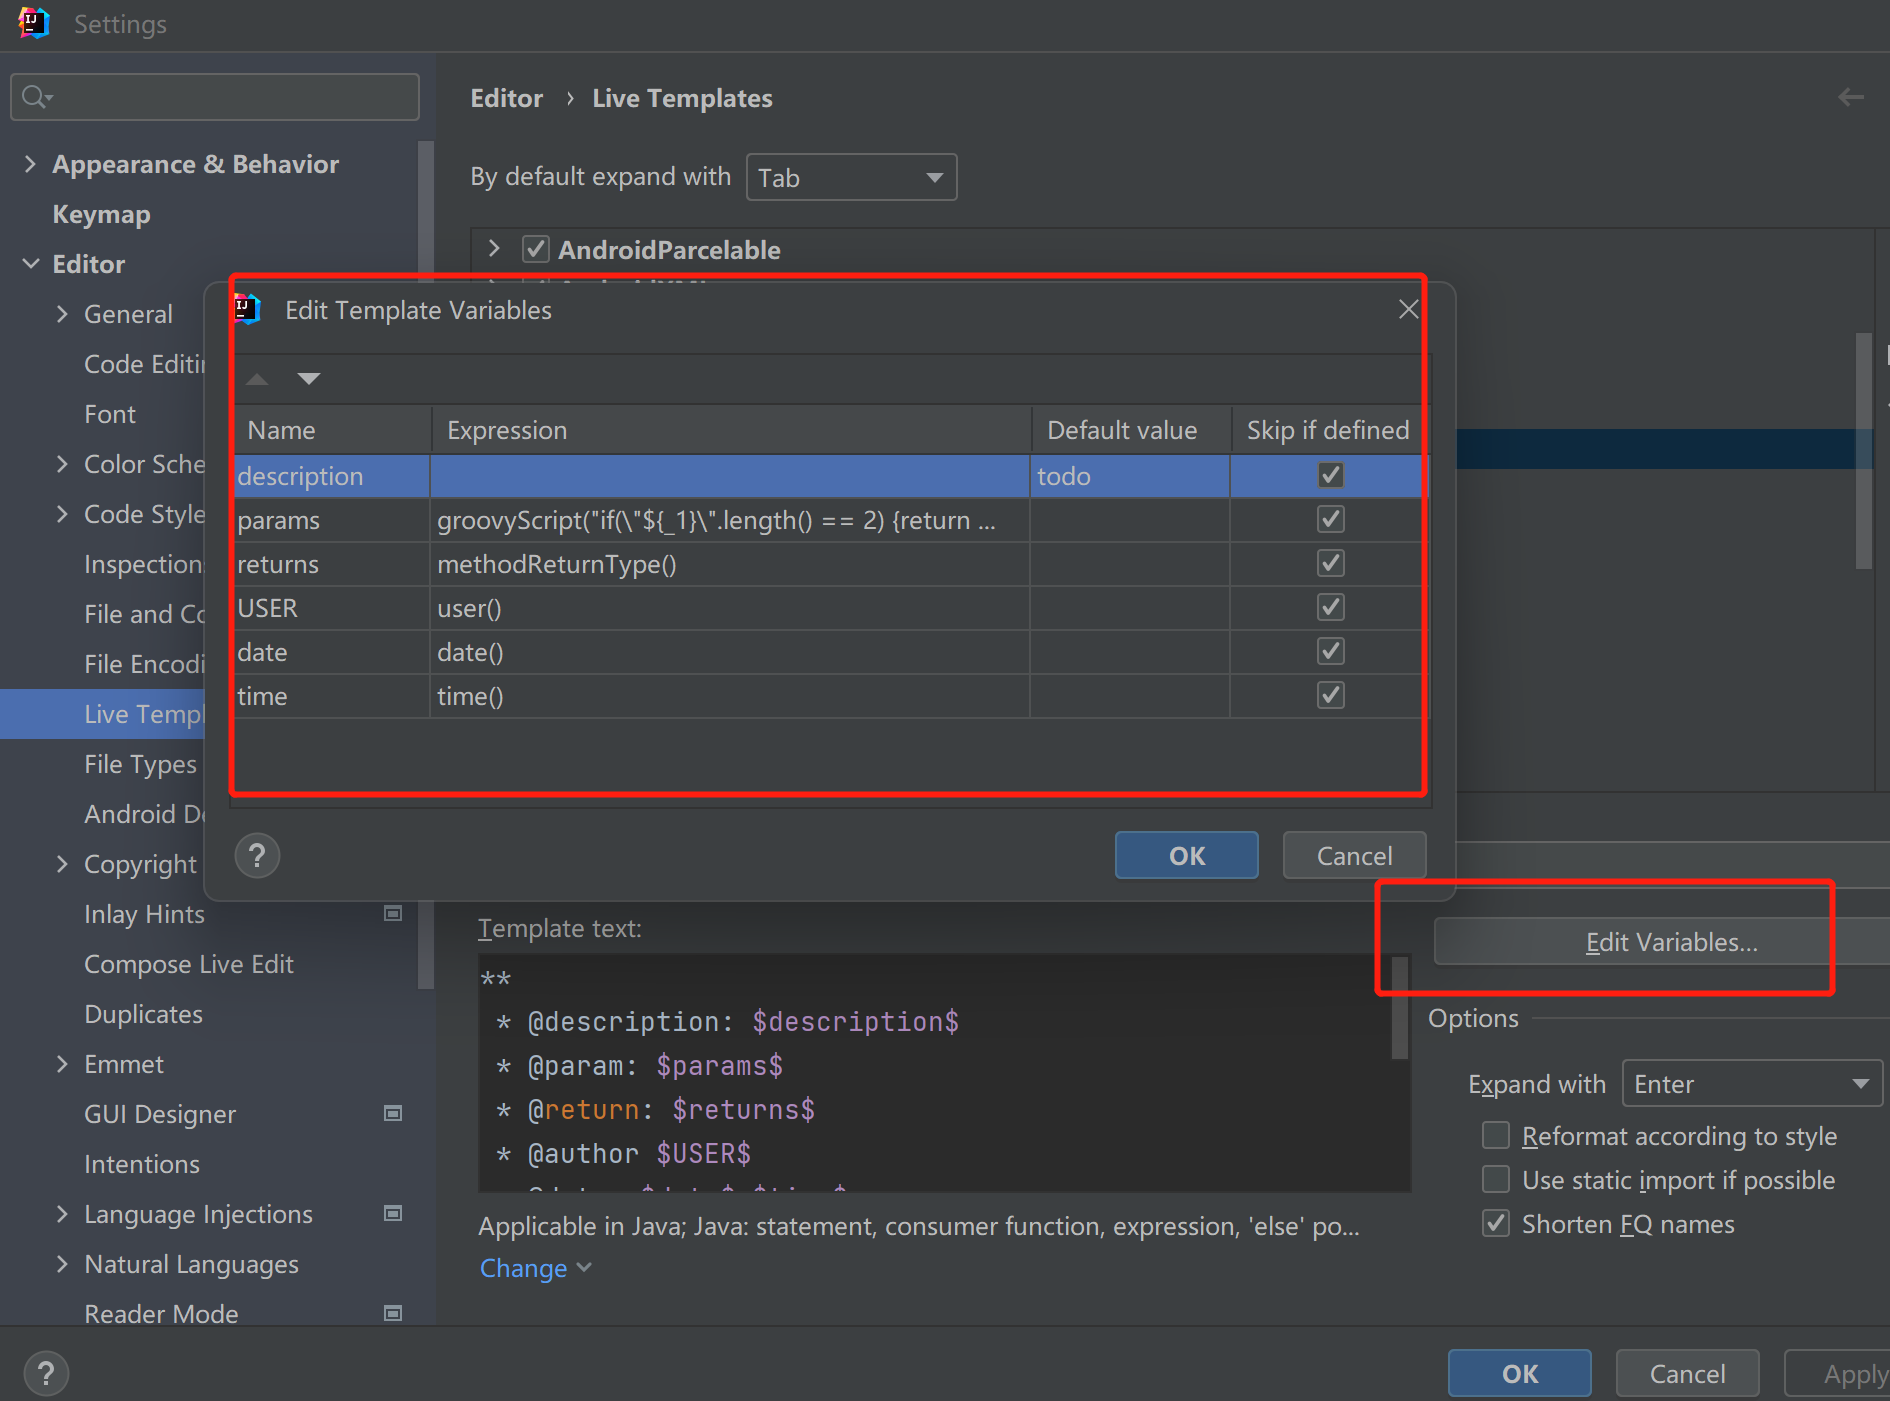 Settings
Appearance & Behavior
Keymap
Editor
General
Code Editin
Font
Color Sche
Code Style
Inspection
File and Co
File Encodi
Live Templ
File Types
Android De
Copyright
Inlay Hints
Compose Live Edit
Duplicates
Emmet
GUI Designer
Intentions
Language Injections
Natural Languages
Reader Mode
Editor › Live Templates
By default expand with Tab
AndroidParcelable
Edit Template Variables
Name Expression Default value Skip if defined
description todo
params groovyScript("if(\"${_1}\".length() == 2) {return ...
returns methodReturnType()
USER user()
date date()
time time()
OK Cancel
Edit Variables...
Template text:
**
* @description: $description$
* @param: $params$
* @return: $returns$
* @author $USER$
Options
Expand with Enter
Reformat according to style
Use static import if possible
Shorten FQ names
Applicable in Java; Java: statement, consumer function, expression, 'else' po...
Change
OK Cancel Apply